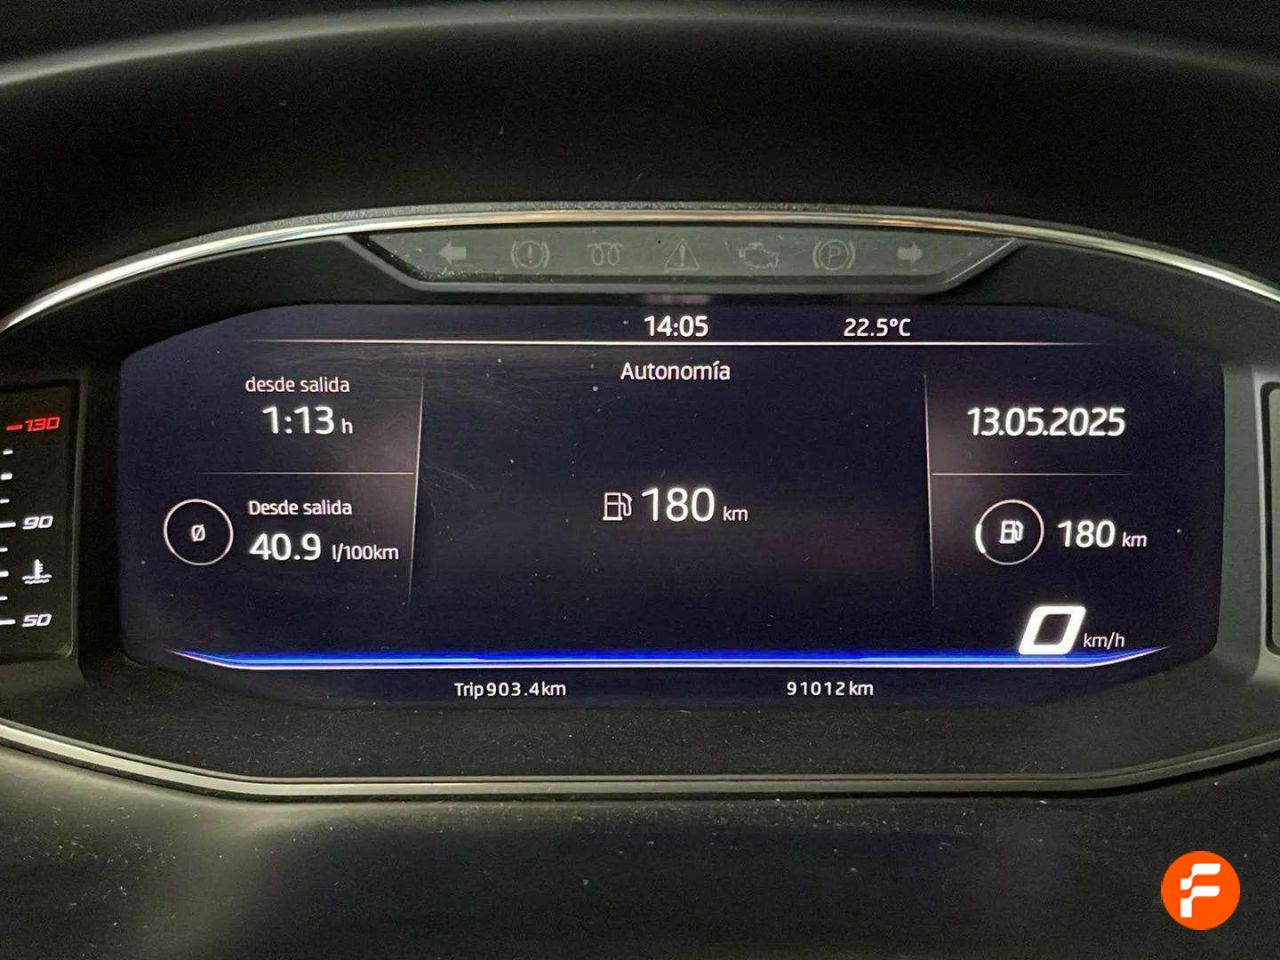 14:05 22.5°C
Autonomía
desde salida
1:13 h
Desde salida
Ø 40.9 l/100km
180 km
13.05.2025
180 km
0 km/h
Trip 903.4 km 91012 km
130
90
50
P
F